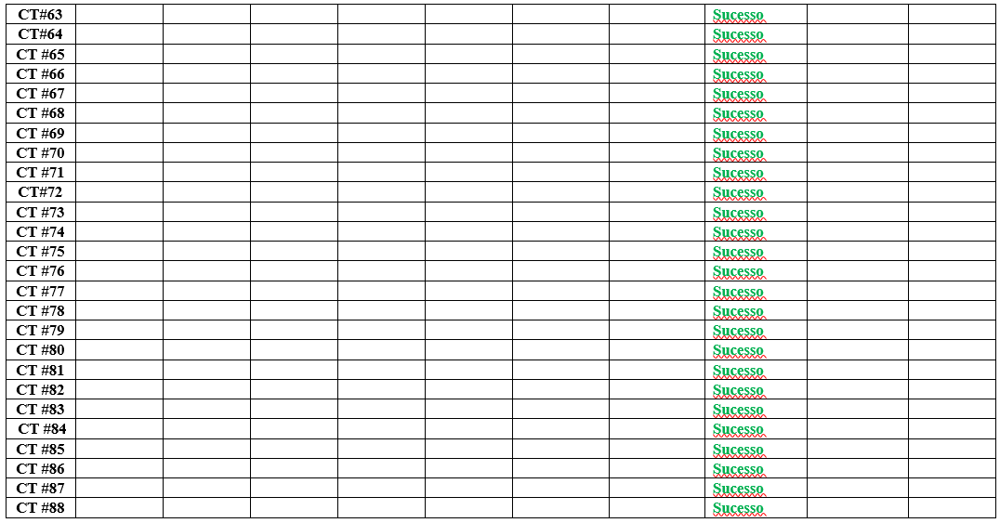 CT#63 Sucesso
CT#64 Sucesso
CT #65 Sucesso
CT #66 Sucesso
CT #67 Sucesso
CT #68 Sucesso
CT #69 Sucesso
CT #70 Sucesso
CT #71 Sucesso
CT#72 Sucesso
CT #73 Sucesso
CT #74 Sucesso
CT #75 Sucesso
CT #76 Sucesso
CT #77 Sucesso
CT #78 Sucesso
CT #79 Sucesso
CT #80 Sucesso
CT #81 Sucesso
CT #82 Sucesso
CT #83 Sucesso
CT #84 Sucesso
CT #85 Sucesso
CT #86 Sucesso
CT #87 Sucesso
CT #88 Sucesso